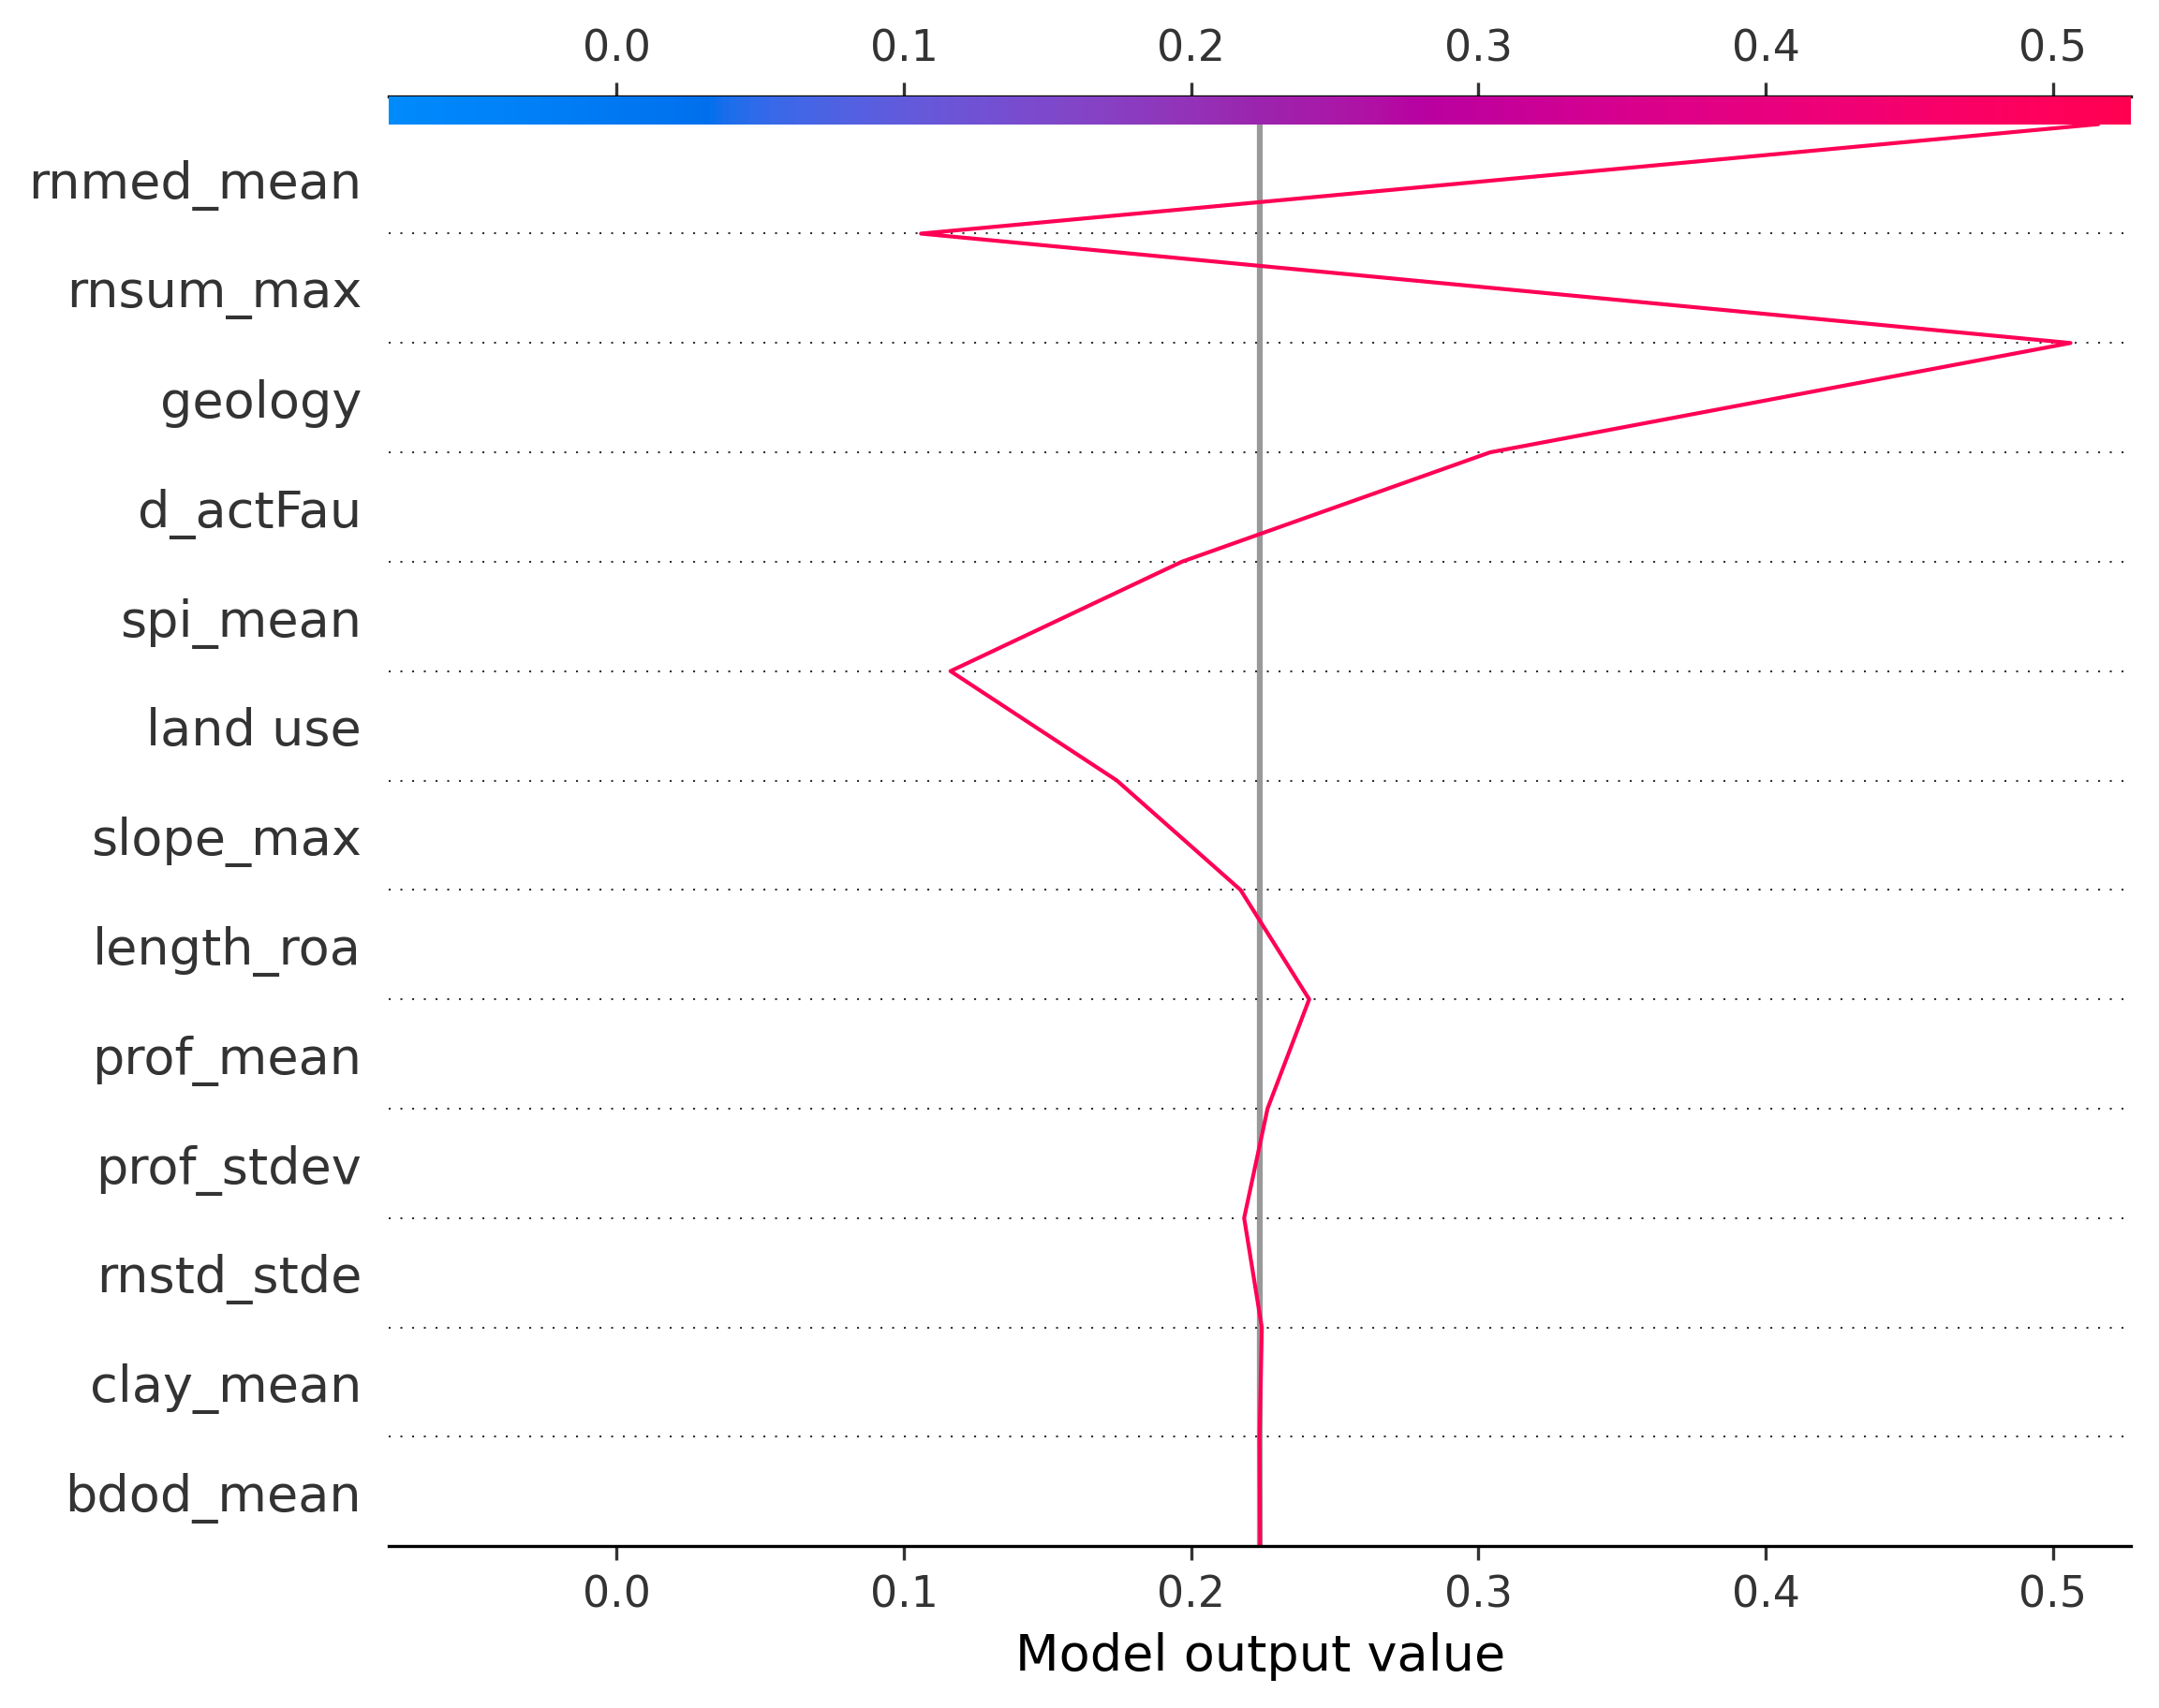 0.0 0.1 0.2 0.3 0.4 0.5
rnmed_mean
rnsum_max
geology
d_actFau
spi_mean
land use
slope_max
length_roa
prof_mean
prof_stdev
rnstd_stde
clay_mean
bdod_mean
0.0 0.1 0.2 0.3 0.4 0.5
Model output value